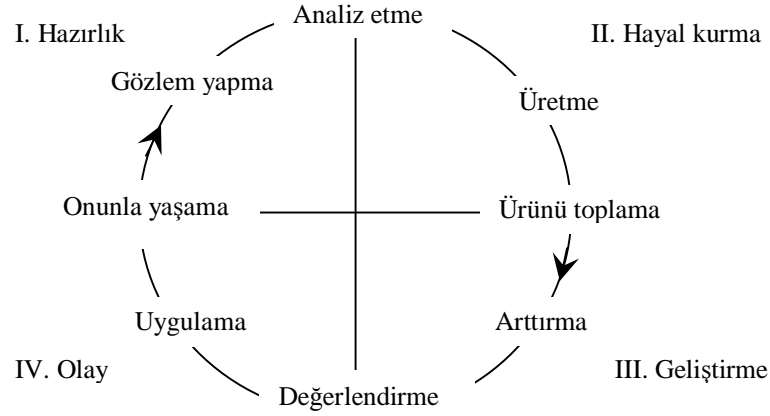 Analiz etme
I. Hazırlık
II. Hayal kurma
Gözlem yapma
Üretme
Onunla yaşama
Ürünü toplama
Uygulama
Arttırma
IV. Olay
III. Geliştirme
Değerlendirme